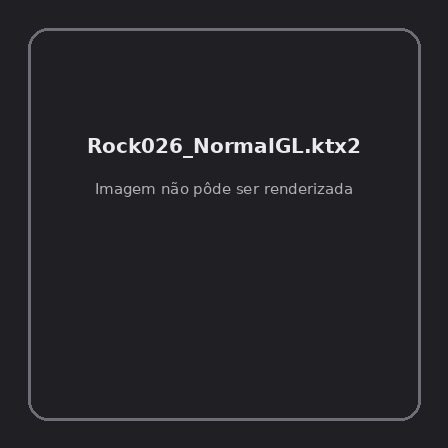 Rock026_NormalGL.ktx2
Imagem não pôde ser renderizada